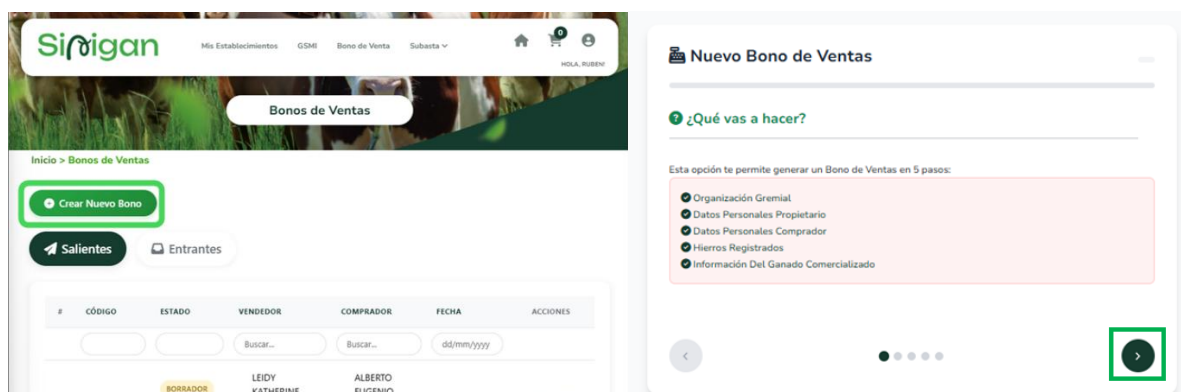 Sinigan
Mis Establecimientos GSMI Bono de Venta Subasta
0
HOLA, RUBEN!
Bonos de Ventas
Inicio > Bonos de Ventas
Crear Nuevo Bono
Salientes Entrantes
# CÓDIGO ESTADO VENDEDOR COMPRADOR FECHA ACCIONES
Buscar... Buscar... dd/mm/yyyy
BORRADOR
LEIDY
KATHERINE
ALBERTO
EUGENIO
Nuevo Bono de Ventas
¿Qué vas a hacer?
Esta opción te permite generar un Bono de Ventas en 5 pasos:
Organización Gremial
Datos Personales Propietario
Datos Personales Comprador
Hierros Registrados
Información Del Ganado Comercializado